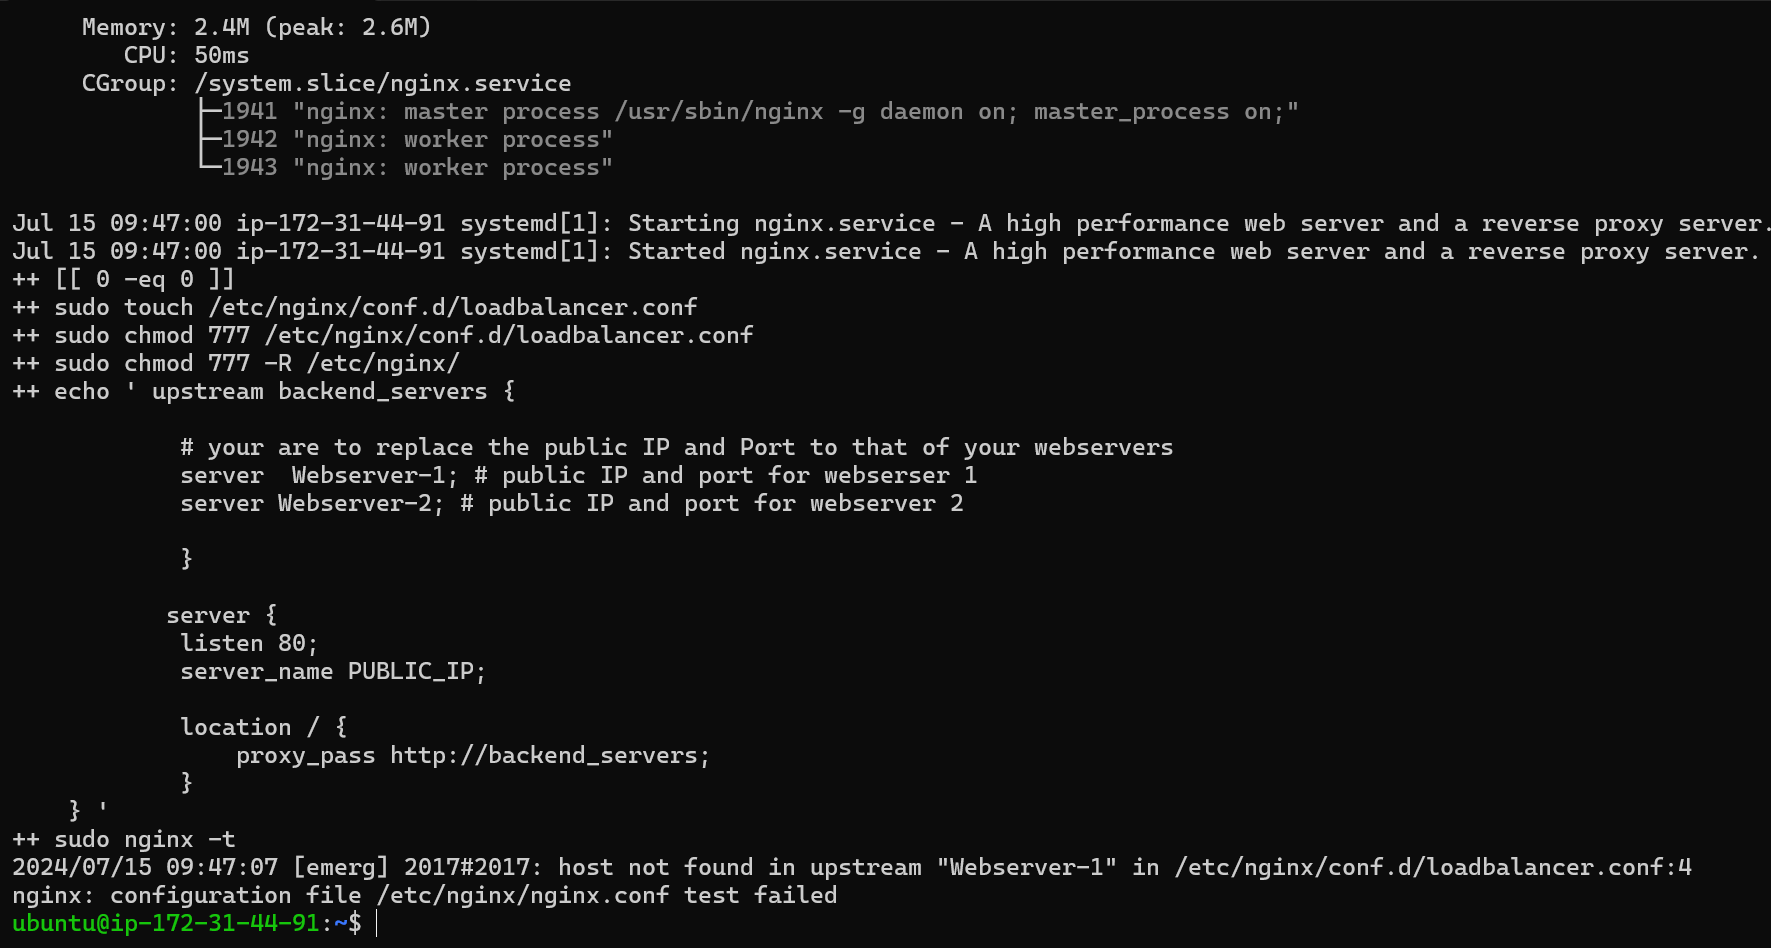 Memory: 2.4M (peak: 2.6M)
CPU: 50ms
CGroup: /system.slice/nginx.service
├─1941 "nginx: master process /usr/sbin/nginx -g daemon on; master_process on;"
├─1942 "nginx: worker process"
└─1943 "nginx: worker process"
Jul 15 09:47:00 ip-172-31-44-91 systemd[1]: Starting nginx.service - A high performance web server and a reverse proxy server.
Jul 15 09:47:00 ip-172-31-44-91 systemd[1]: Started nginx.service - A high performance web server and a reverse proxy server.
++ [[ 0 -eq 0 ]]
++ sudo touch /etc/nginx/conf.d/loadbalancer.conf
++ sudo chmod 777 /etc/nginx/conf.d/loadbalancer.conf
++ sudo chmod 777 -R /etc/nginx/
++ echo ' upstream backend_servers {
# your are to replace the public IP and Port to that of your webservers
server  Webserver-1; # public IP and port for webserser 1
server Webserver-2; # public IP and port for webserver 2
}
server {
listen 80;
server_name PUBLIC_IP;
location / {
proxy_pass http://backend_servers;
}
} '
++ sudo nginx -t
2024/07/15 09:47:07 [emerg] 2017#2017: host not found in upstream "Webserver-1" in /etc/nginx/conf.d/loadbalancer.conf:4
nginx: configuration file /etc/nginx/nginx.conf test failed
ubuntu@ip-172-31-44-91:~$